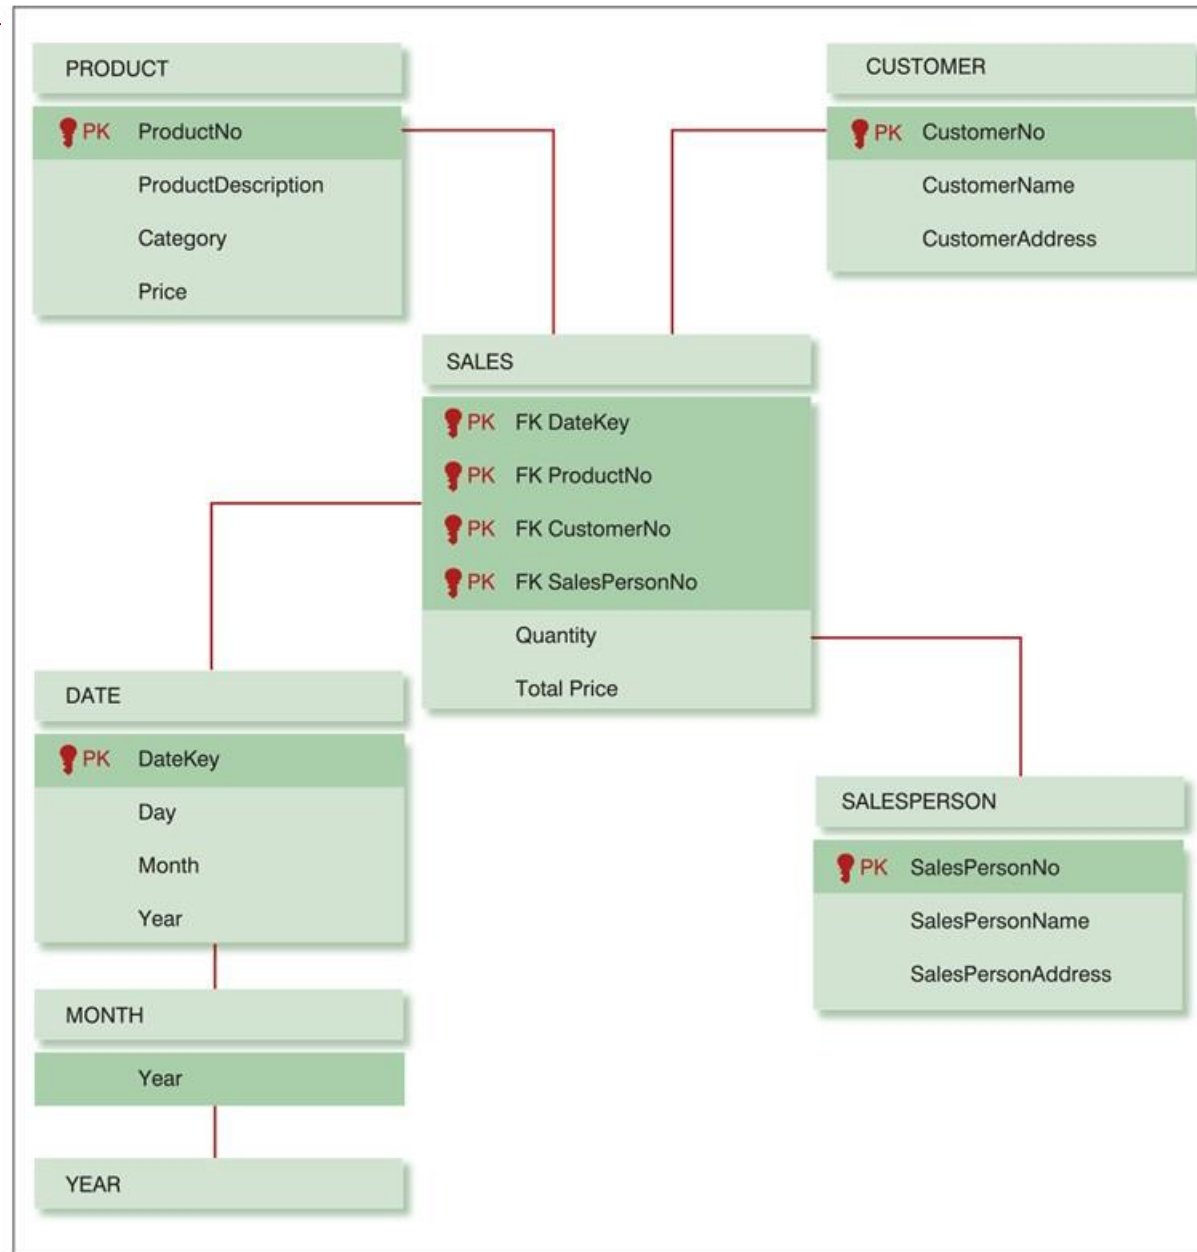 PRODUCT
PK ProductNo
ProductDescription
Category
Price
CUSTOMER
PK CustomerNo
CustomerName
CustomerAddress
SALES
PK FK DateKey
PK FK ProductNo
PK FK CustomerNo
PK FK SalesPersonNo
Quantity
Total Price
DATE
PK DateKey
Day
Month
Year
MONTH
Year
YEAR
SALESPERSON
PK SalesPersonNo
SalesPersonName
SalesPersonAddress